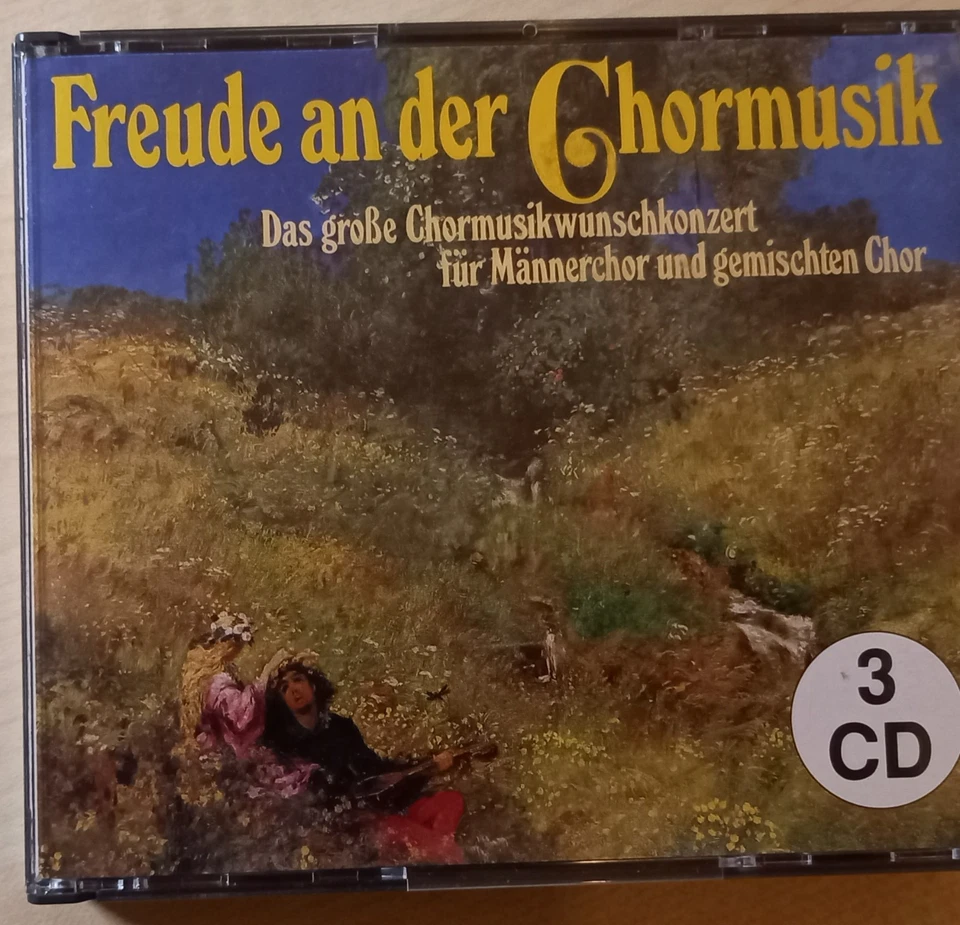 Freude an der Chormusik
Das große Chormusikwunschkonzert
für Männerchor und gemischten Chor
3
CD